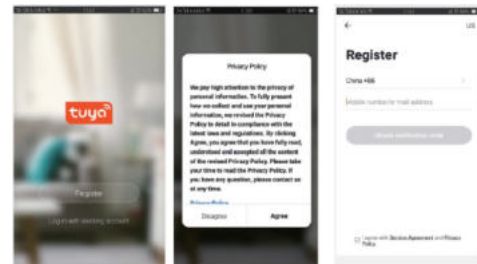 tuya
Register
Login with existing account
Privacy Policy
We pay high attention to the privacy of
personal information. To fully present
how we collect and use your personal
information, we revised the Privacy
Policy to detail in compliance with the
latest laws and regulations. By clicking
Agree, you agree that you have fully read,
understood and accepted all the content
of the revised Privacy Policy. Please take
your time to read the Privacy Policy. If
you have any question, please contact us
at any time.
Privacy Policy
Disagree Agree
US
Register
China +86
Mobile number/e-mail address
Obtain verification code
I agree with Service Agreement and Privacy
Policy